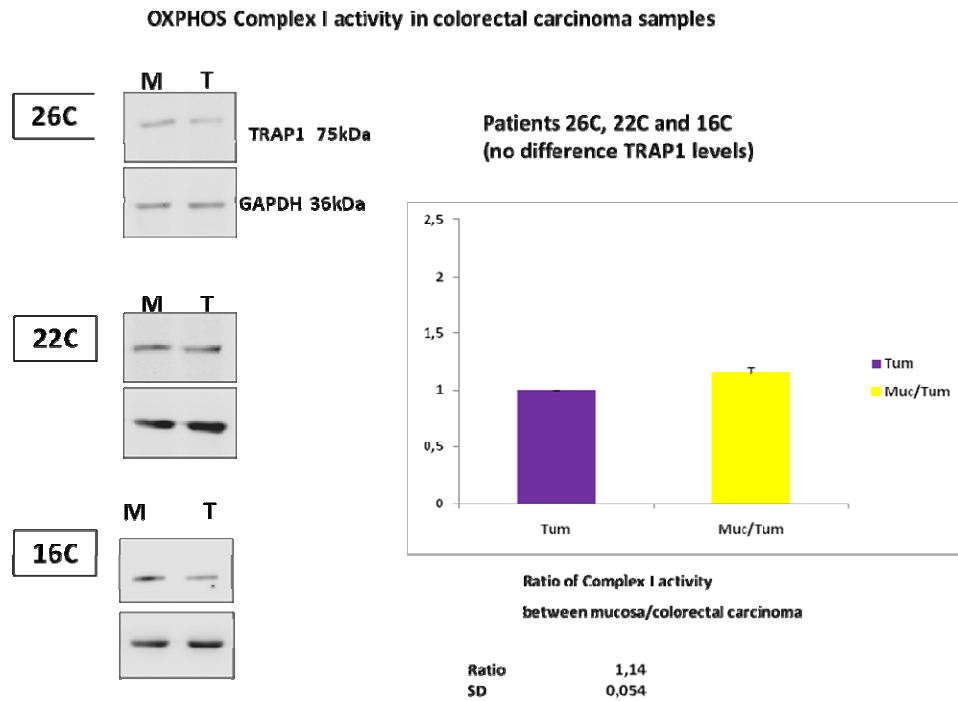 OXPHOS Complex I activity in colorectal carcinoma samples
26C
M T
TRAP1 75kDa
GAPDH 36kDa
22C
M T
16C
M T
Patients 26C, 22C and 16C
(no difference TRAP1 levels)
2,5
2
1,5
1
0,5
0
Tum Muc/Tum
Tum
Muc/Tum
Ratio of Complex I activity
between mucosa/colorectal carcinoma
Ratio 1,14
SD 0,054